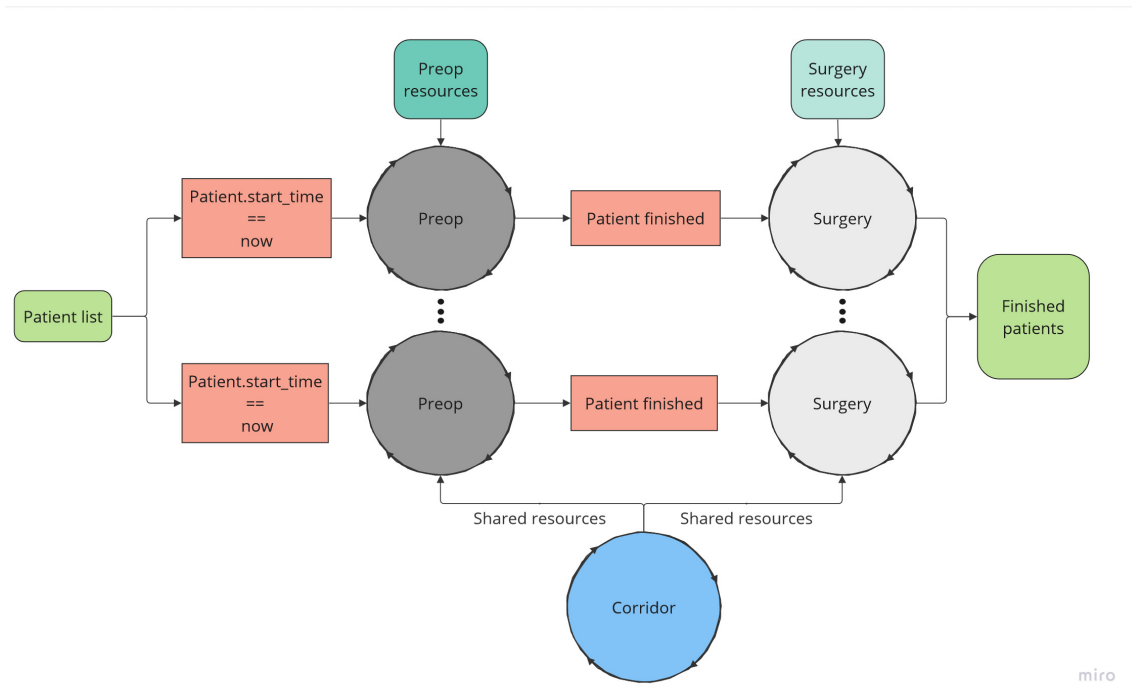 Preop
resources
Surgery
resources
Patient.start_time
==
now
Preop
Patient finished
Surgery
Patient list
Finished
patients
Patient.start_time
==
now
Preop
Patient finished
Surgery
Shared resources
Shared resources
Corridor
miro